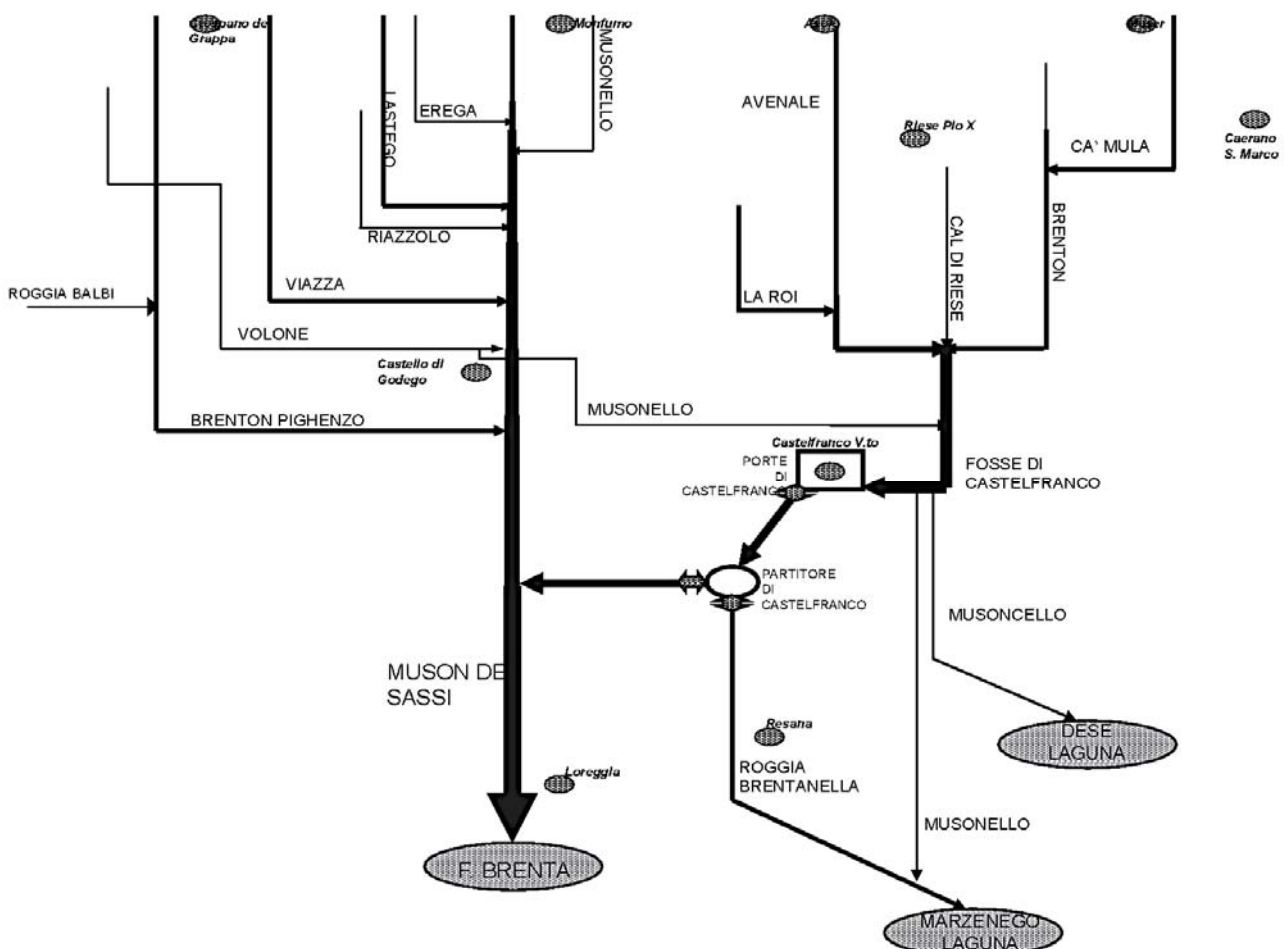 Grappa
Monfumo
MUSONELLO
LASTEGO
EREGA
AVENALE
Riese Pio X
CA' MULA
Caerano
S. Marco
BRENTON
CAL DI RIESE
RIAZZOLO
VIAZZA
ROGGIA BALBI
LA ROI
VOLONE
Castello di
Godego
BRENTON PIGHENZO
MUSONELLO
Castelfranco V.to
PORTE
DI
CASTELFRANCO
FOSSE DI
CASTELFRANCO
PARTITORE
DI
CASTELFRANCO
MUSONCELLO
MUSON DE
SASSI
Resana
DESE
LAGUNA
Loreggia
ROGGIA
BRENTANELLA
MUSONELLO
F. BRENTA
MARZENEGO
LAGUNA